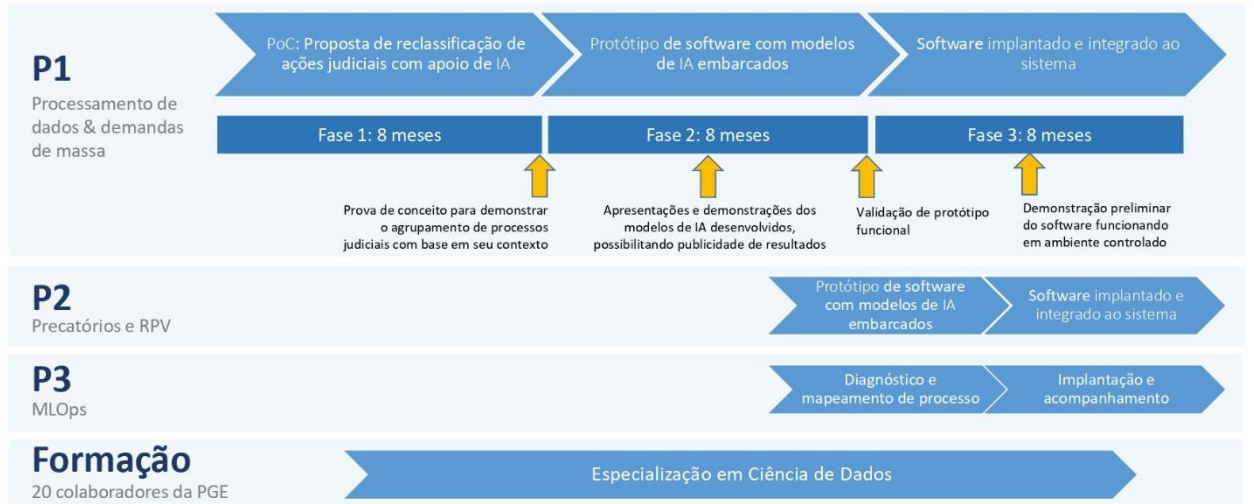 P1
Processamento de
dados & demandas
de massa
PoC: Proposta de reclassificação de
ações judiciais com apoio de IA
Protótipo de software com modelos
de IA embarcados
Software implantado e integrado ao
sistema
Fase 1: 8 meses
Fase 2: 8 meses
Fase 3: 8 meses
Prova de conceito para demonstrar
o agrupamento de processos
judiciais com base em seu contexto
Apresentações e demonstrações dos
modelos de IA desenvolvidos,
possibilitando publicidade de resultados
Validação de protótipo
funcional
Demonstração preliminar
do software funcionando
em ambiente controlado
P2
Precatórios e RPV
Protótipo de software
com modelos de IA
embarcados
Software implantado e
integrado ao sistema
P3
MLOps
Diagnóstico e
mapeamento de processo
Implantação e
acompanhamento
Formação
20 colaboradores da PGE
Especialização em Ciência de Dados